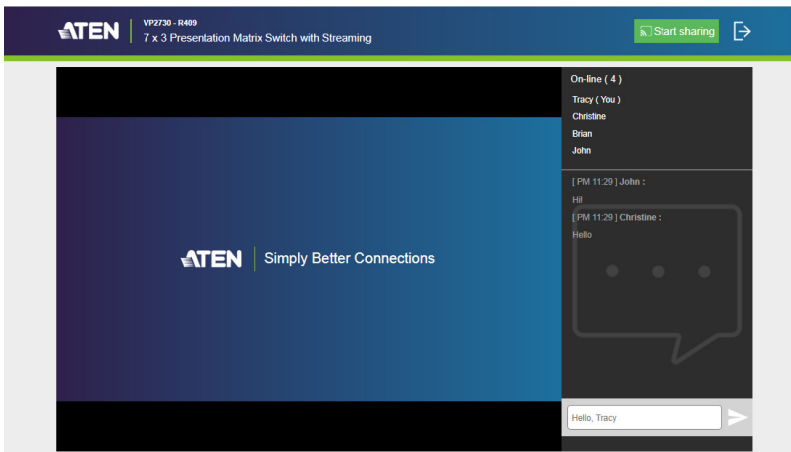 ATEN
VP2730 - R409
7 x 3 Presentation Matrix Switch with Streaming
Start sharing
ATEN
Simply Better Connections
On-line ( 4 )
Tracy ( You )
Christine
Brian
John
[ PM 11:29 ] John :
Hi!
[ PM 11:29 ] Christine :
Hello
Hello, Tracy